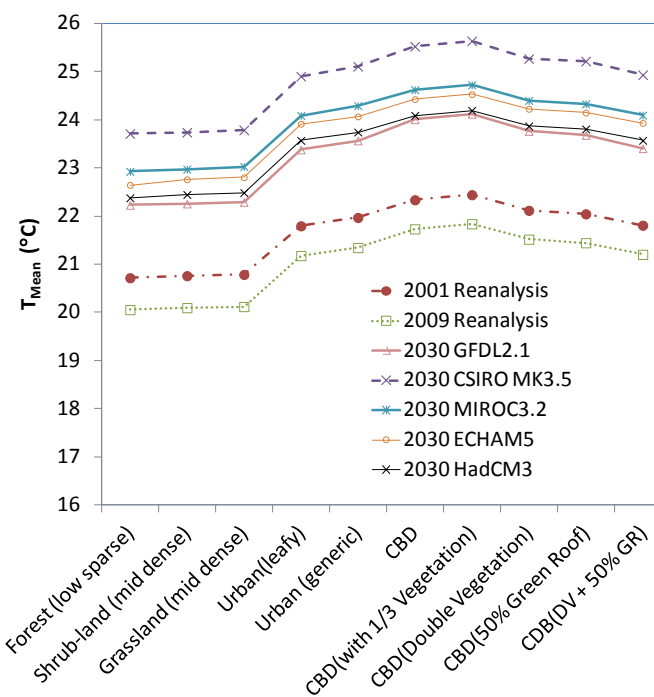 26
25
24
23
22
21
20
19
18
17
16
T_Mean (°C)
2001 Reanalysis
2009 Reanalysis
2030 GFDL2.1
2030 CSIRO MK3.5
2030 MIROC3.2
2030 ECHAM5
2030 HadCM3
Forest (low sparse)
Shrub-land (mid dense)
Grassland (mid dense)
Urban(leafy)
Urban (generic)
CBD
CBD(with 1/3 Vegetation)
CBD(Double Vegetation)
CBD(50% Green Roof)
CDB(DV + 50% GR)